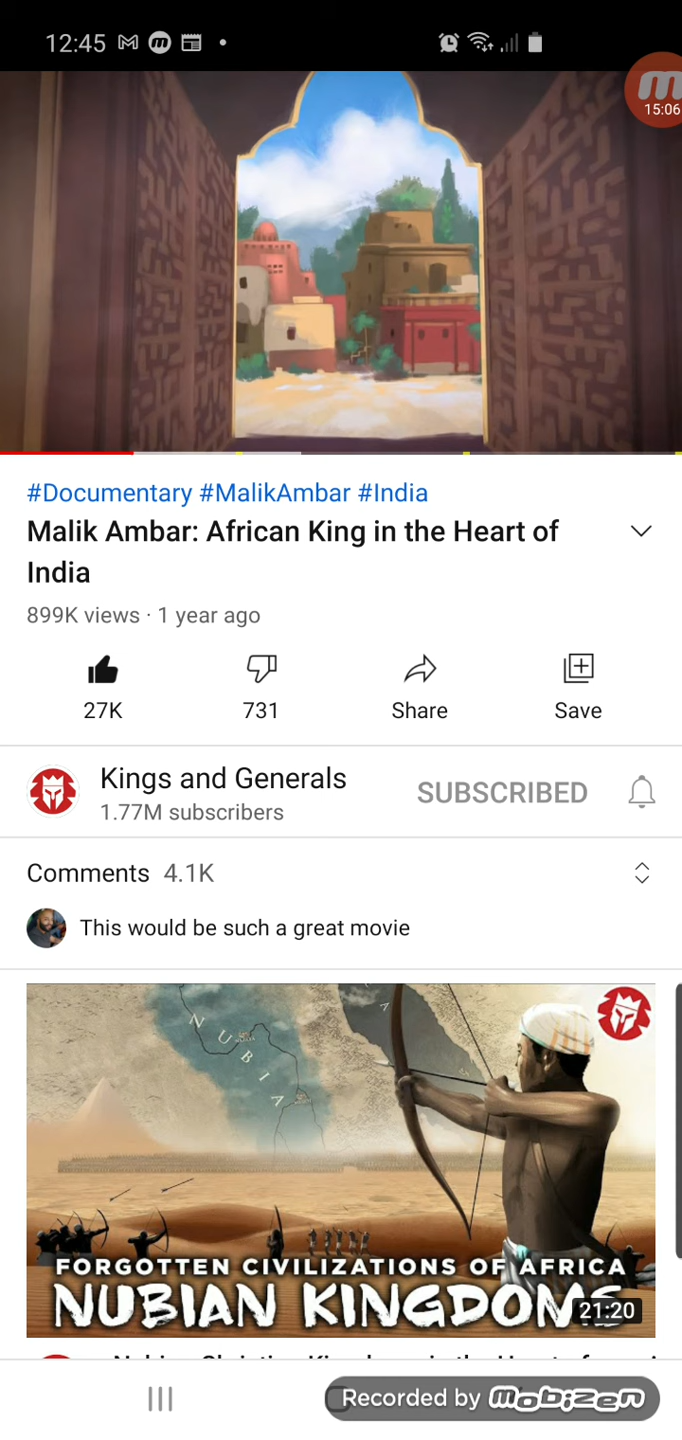 12:45
15:06
#Documentary #MalikAmbar #India
Malik Ambar: African King in the Heart of
India
899K views · 1 year ago
27K
731
Share
Save
Kings and Generals
1.77M subscribers
SUBSCRIBED
Comments 4.1K
This would be such a great movie
NUBIA
FORGOTTEN CIVILIZATIONS OF AFRICA
NUBIAN KINGDOMS
21:20
Recorded by mobizen